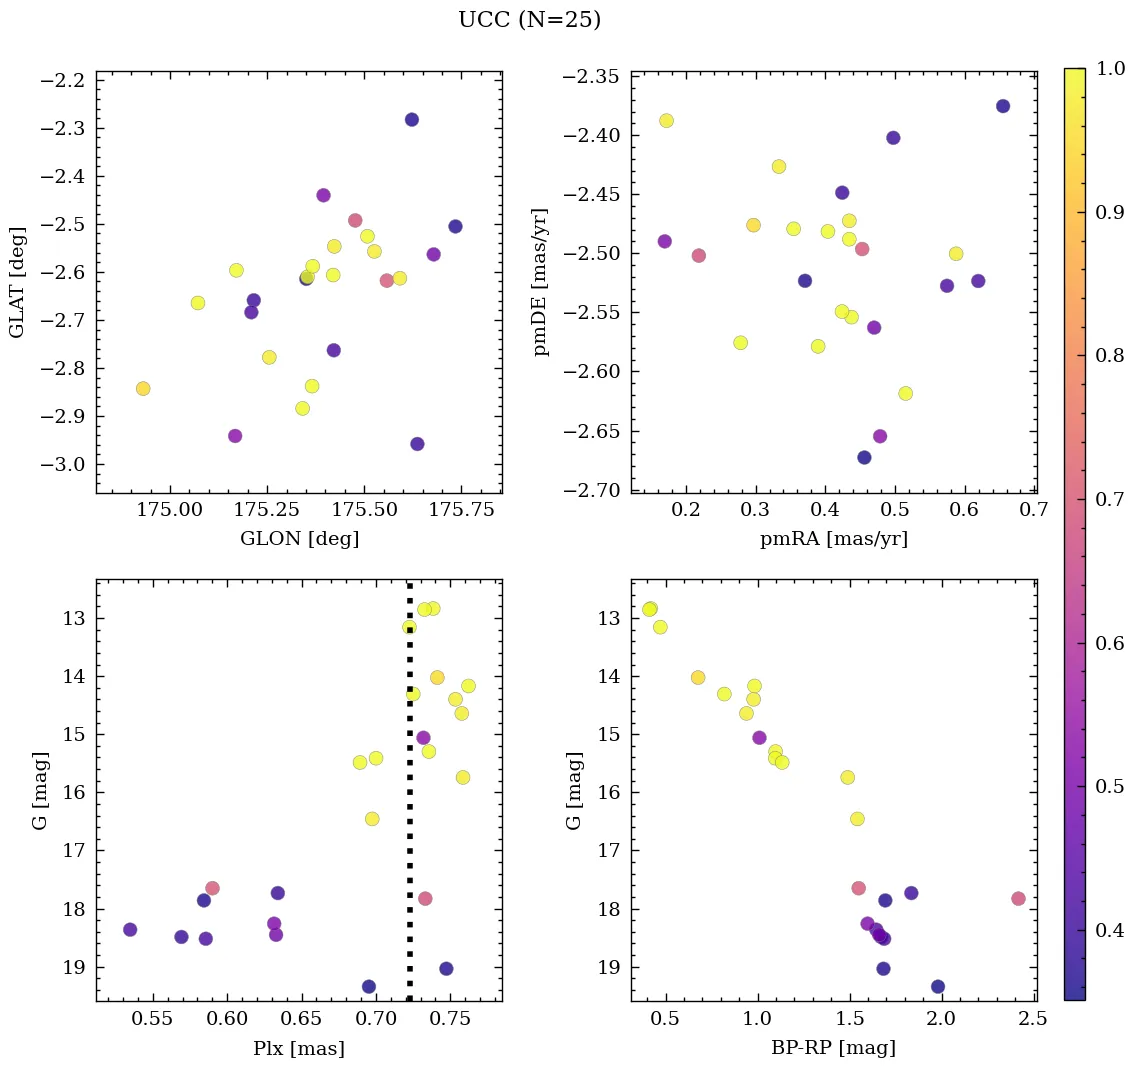 UCC (N=25)
−2.2
−2.3
−2.4
−2.5
−2.6
−2.7
−2.8
−2.9
−3.0
GLAT [deg]
175.00 175.25 175.50 175.75
GLON [deg]
−2.35
−2.40
−2.45
−2.50
−2.55
−2.60
−2.65
−2.70
pmDE [mas/yr]
0.2 0.3 0.4 0.5 0.6 0.7
pmRA [mas/yr]
13
14
15
16
17
18
19
G [mag]
0.55 0.60 0.65 0.70 0.75
Plx [mas]
13
14
15
16
17
18
19
G [mag]
0.5 1.0 1.5 2.0 2.5
BP-RP [mag]
1.0
0.9
0.8
0.7
0.6
0.5
0.4